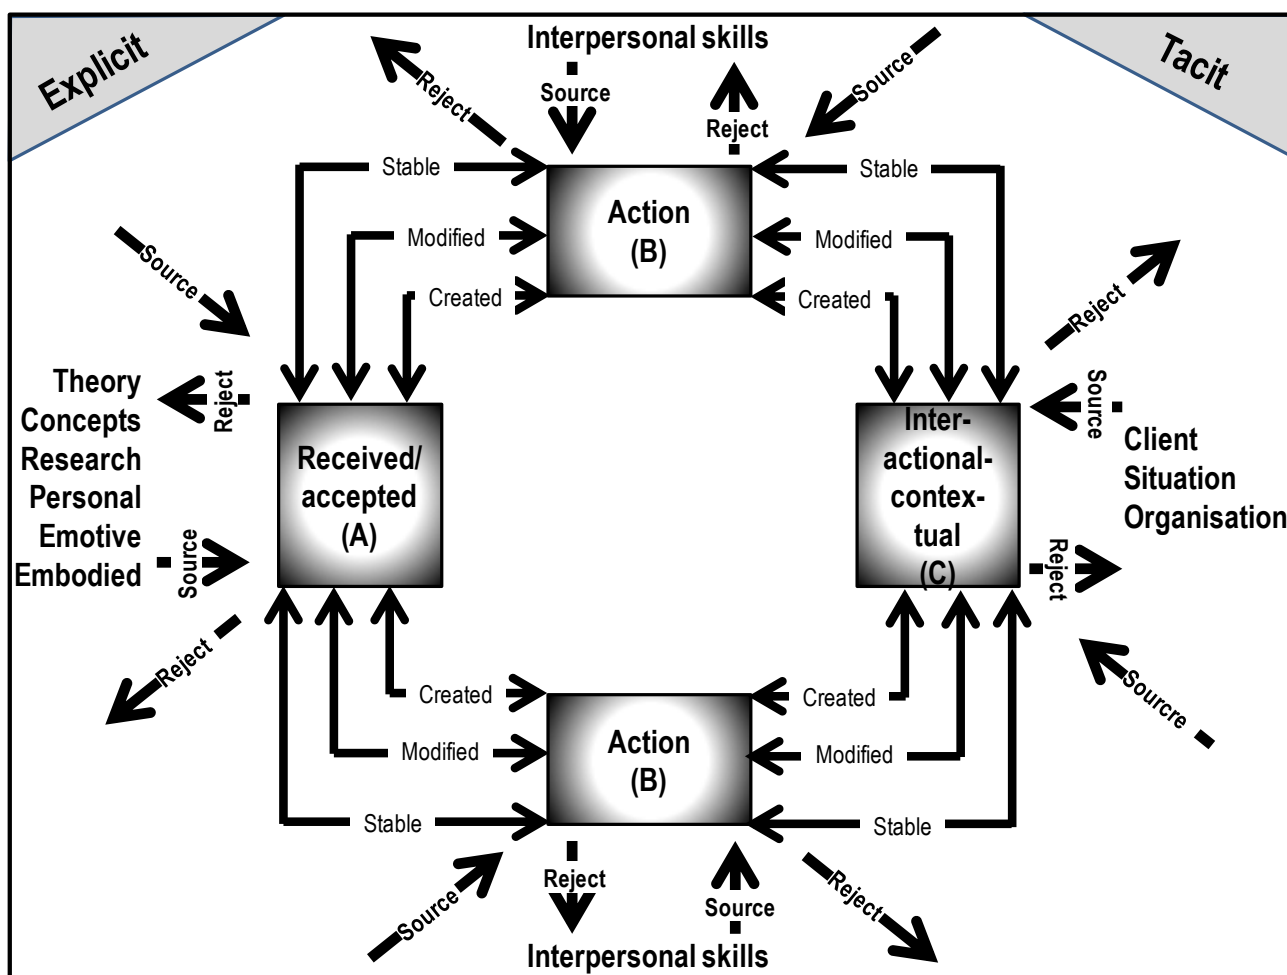 Explicit
Tacit
Interpersonal skills
Reject
Source
Reject
Source
Stable
Stable
Action
(B)
Modified
Modified
Created
Created
Source
Reject
Theory
Concepts
Research
Personal
Emotive
Embodied
Reject
Source
Received/
accepted
(A)
Inter-
actional-
contex-
tual
(C)
Source
Reject
Client
Situation
Organisation
Reject
Sourcre
Created
Created
Action
(B)
Modified
Modified
Stable
Stable
Source
Reject
Source
Reject
Interpersonal skills